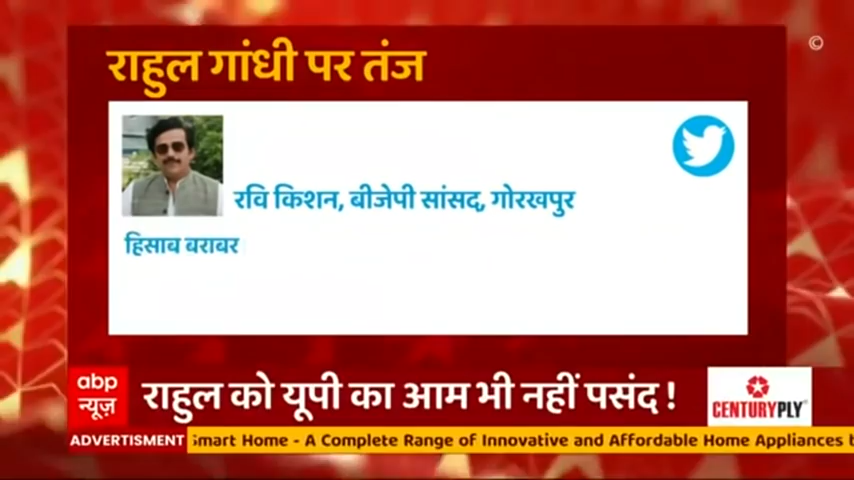 राहुल गांधी पर तंज
©
रवि किशन, बीजेपी सांसद, गोरखपुर
हिसाब बराबर
abp
न्यूज़
राहुल को यूपी का आम भी नहीं पसंद !
CENTURYPLY
ADVERTISMENT
Smart Home - A Complete Range of Innovative and Affordable Home Appliances